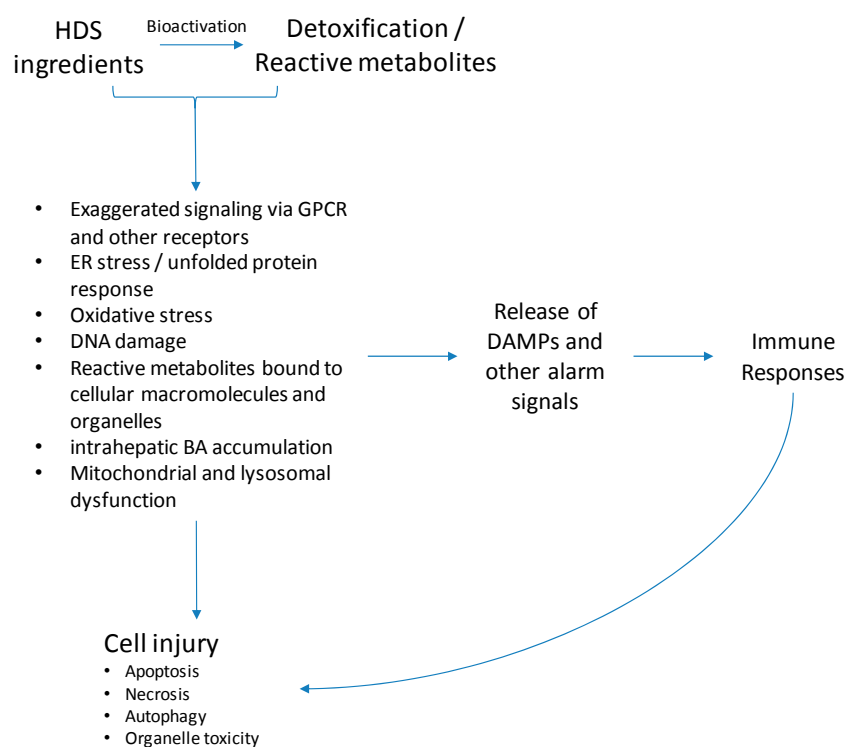 HDS
ingredients
Bioactivation
Detoxification /
Reactive metabolites
• Exaggerated signaling via GPCR
and other receptors
• ER stress / unfolded protein
response
• Oxidative stress
• DNA damage
• Reactive metabolites bound to
cellular macromolecules and
organelles
• intrahepatic BA accumulation
• Mitochondrial and lysosomal
dysfunction
Release of
DAMPs and
other alarm
signals
Immune
Responses
Cell injury
• Apoptosis
• Necrosis
• Autophagy
• Organelle toxicity